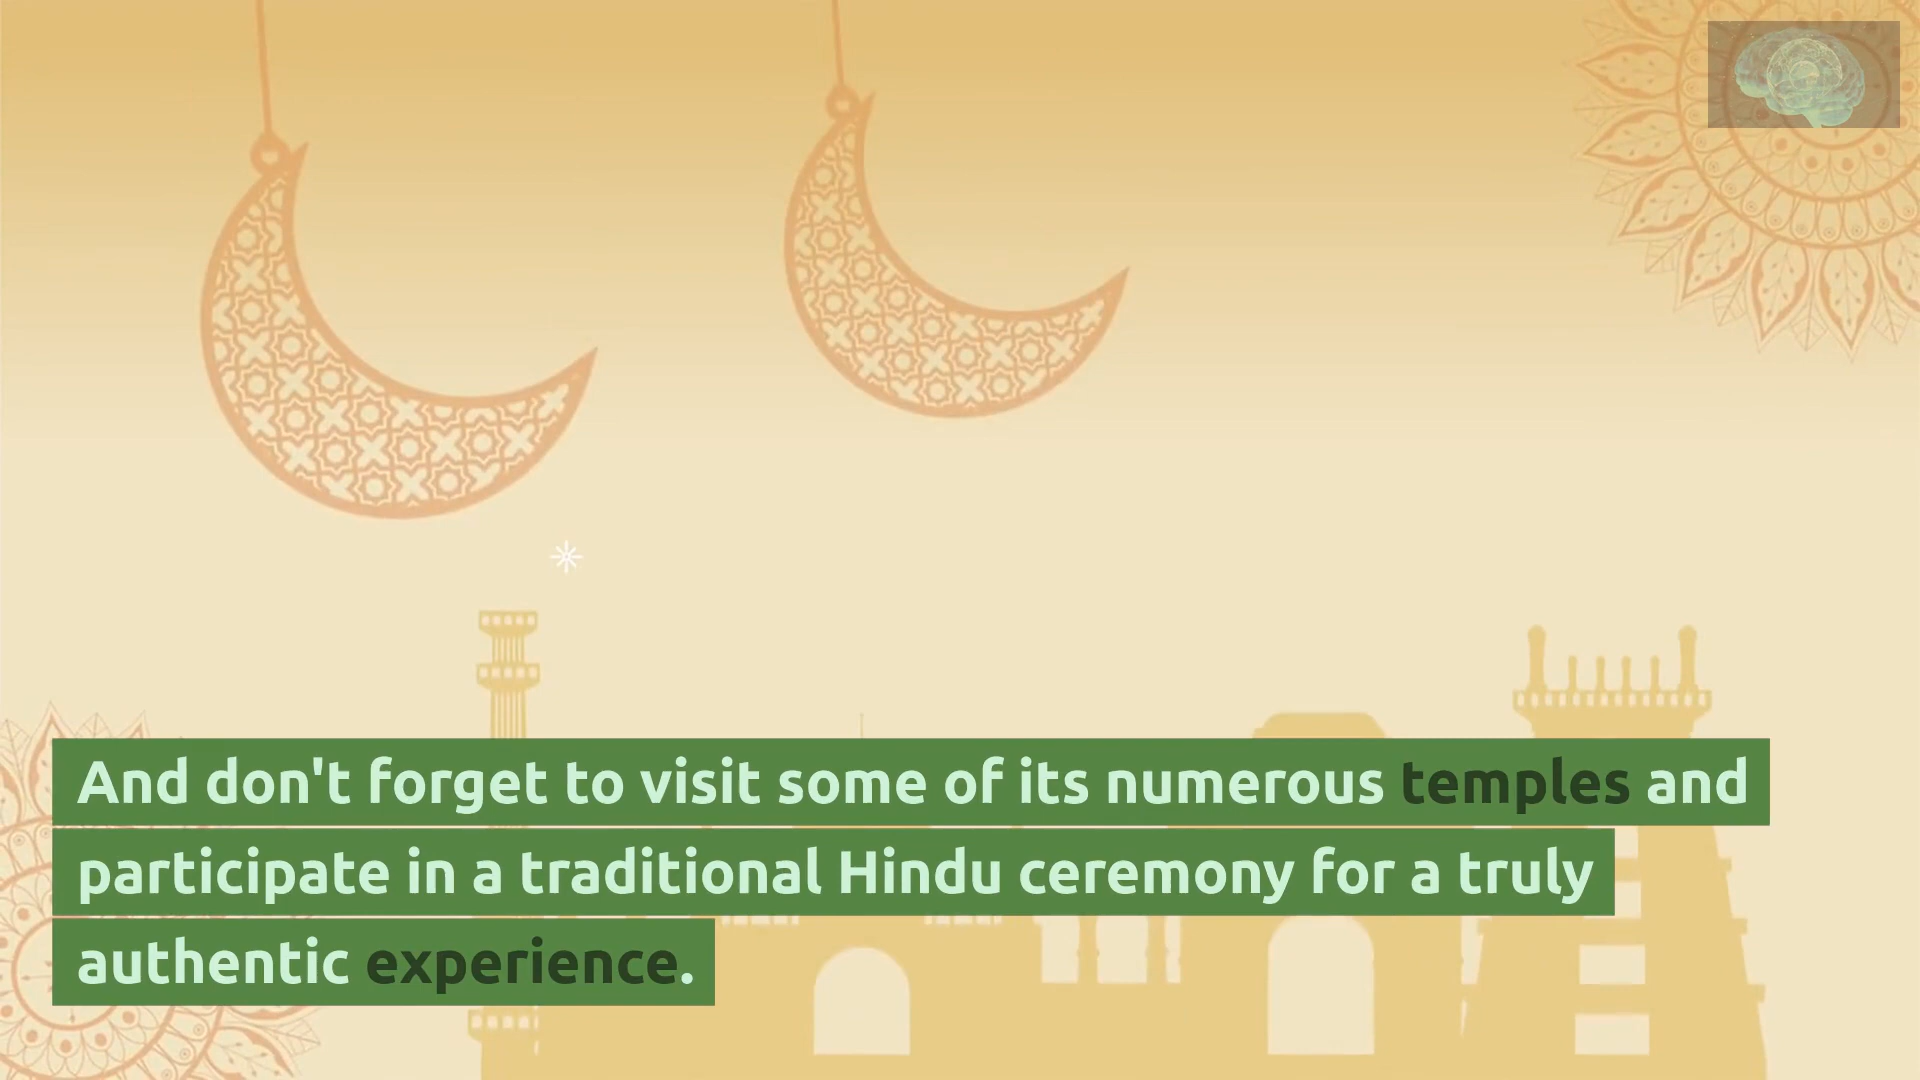 And don't forget to visit some of its numerous temples and
participate in a traditional Hindu ceremony for a truly
authentic experience.